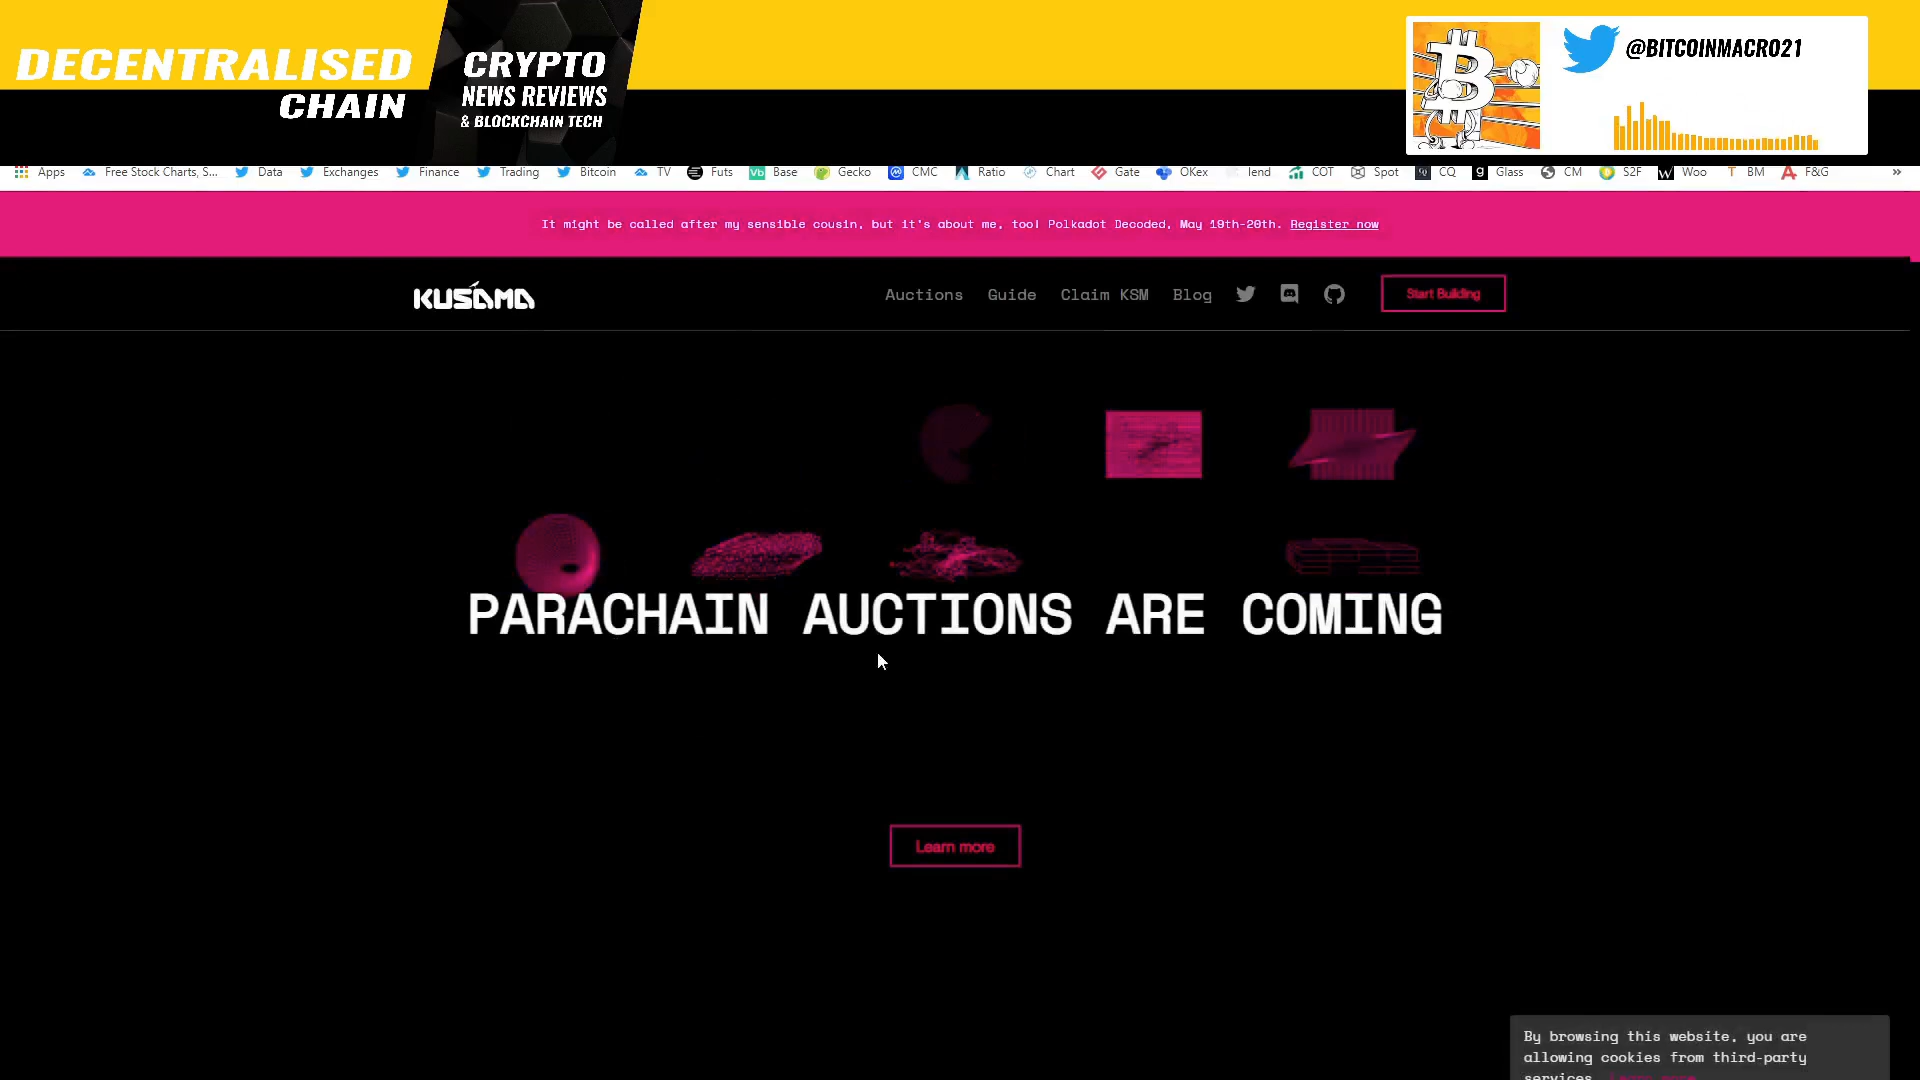 DECENTRALISED
CHAIN
CRYPTO
NEWS REVIEWS
& BLOCKCHAIN TECH
@BITCOINMACRO21
Apps Free Stock Charts, S... Data Exchanges Finance Trading Bitcoin TV Futs Base Gecko CMC Ratio Chart Gate OKex lend COT Spot CQ Glass CM S2F Woo BM F&G »
It might be called after my sensible cousin, but it's about me, too! Polkadot Decoded, May 19th-20th. Register now
KUSAMA
Auctions Guide Claim KSM Blog Start Building
PARACHAIN AUCTIONS ARE COMING
Learn more
By browsing this website, you are
allowing cookies from third-party
services. Learn more